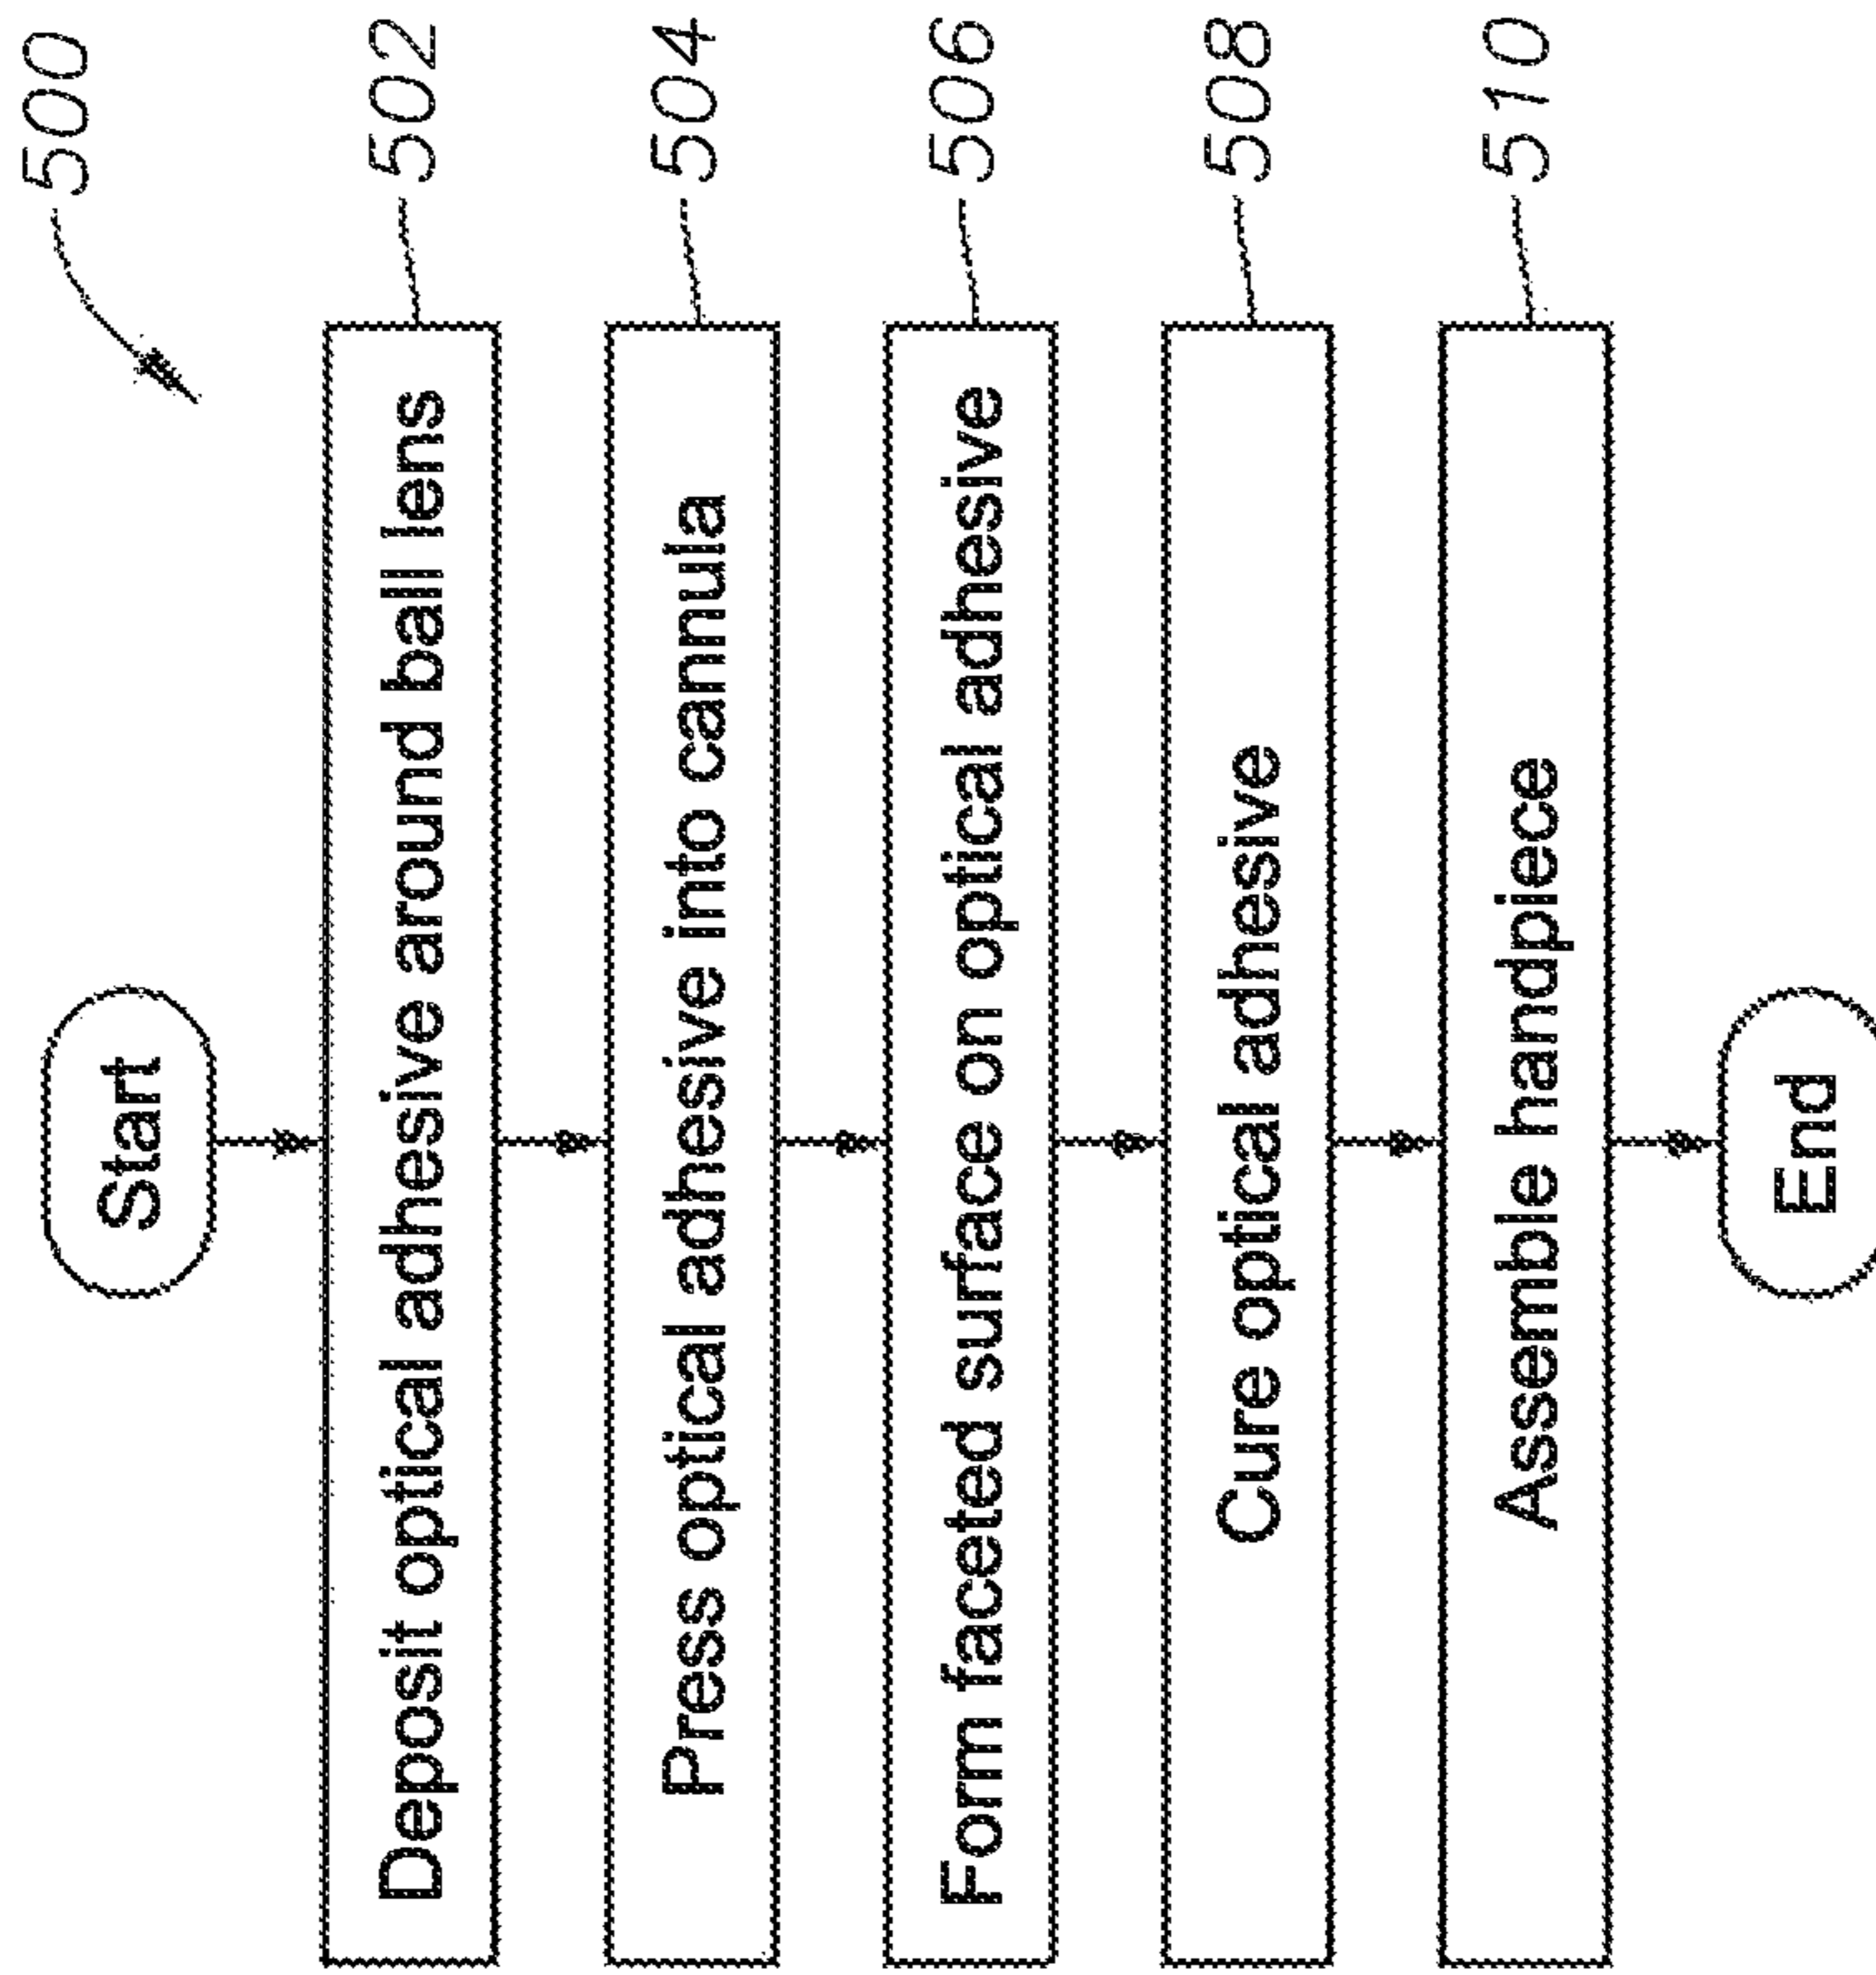 500
Start
Deposit optical adhesive around ball lens
502
Press optical adhesive into cannula
504
Form faceted surface on optical adhesive
506
Cure optical adhesive
508
Assemble handpiece
510
End